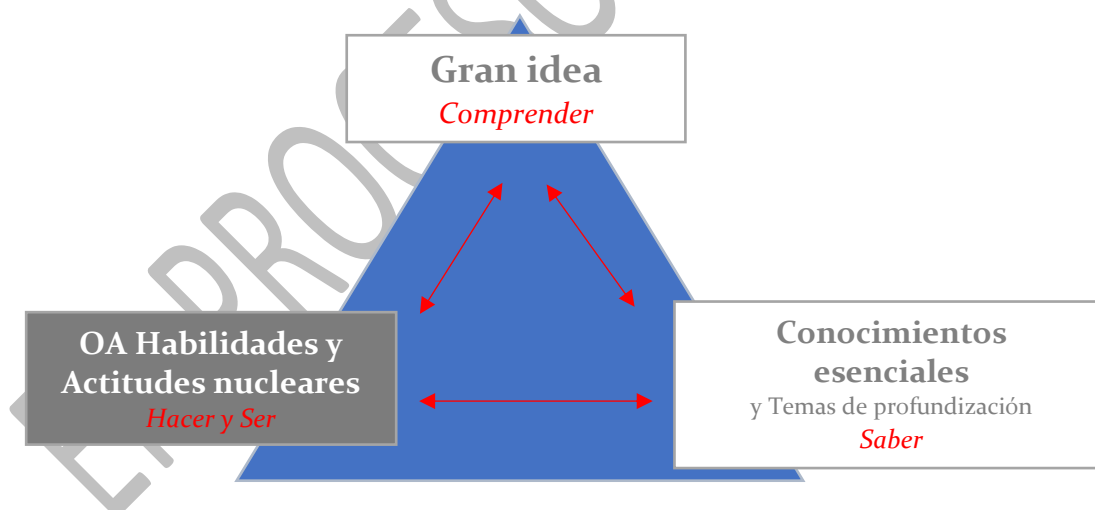 Gran idea
Comprender
OA Habilidades y
Actitudes nucleares
Hacer y Ser
Conocimientos
esenciales
y Temas de profundización
Saber